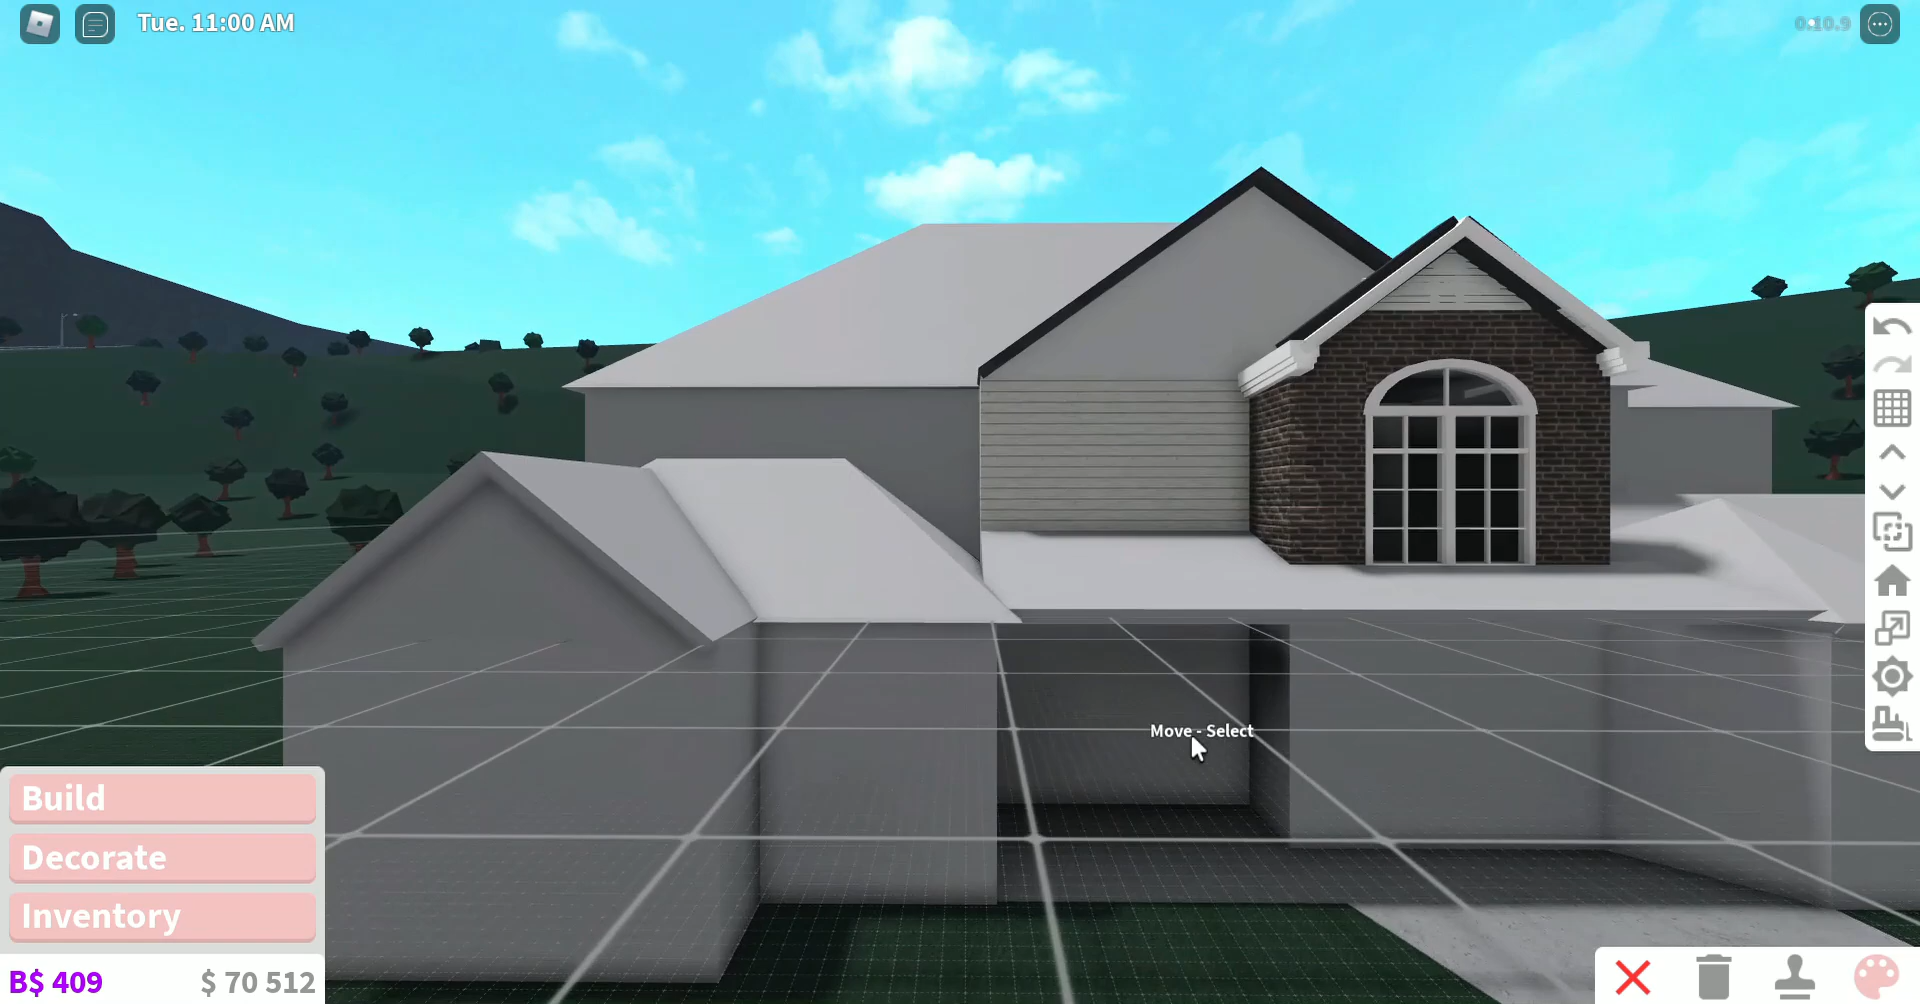 Tue. 11:00 AM
Move - Select
Build
Decorate
Inventory
B$ 409
$ 70 512